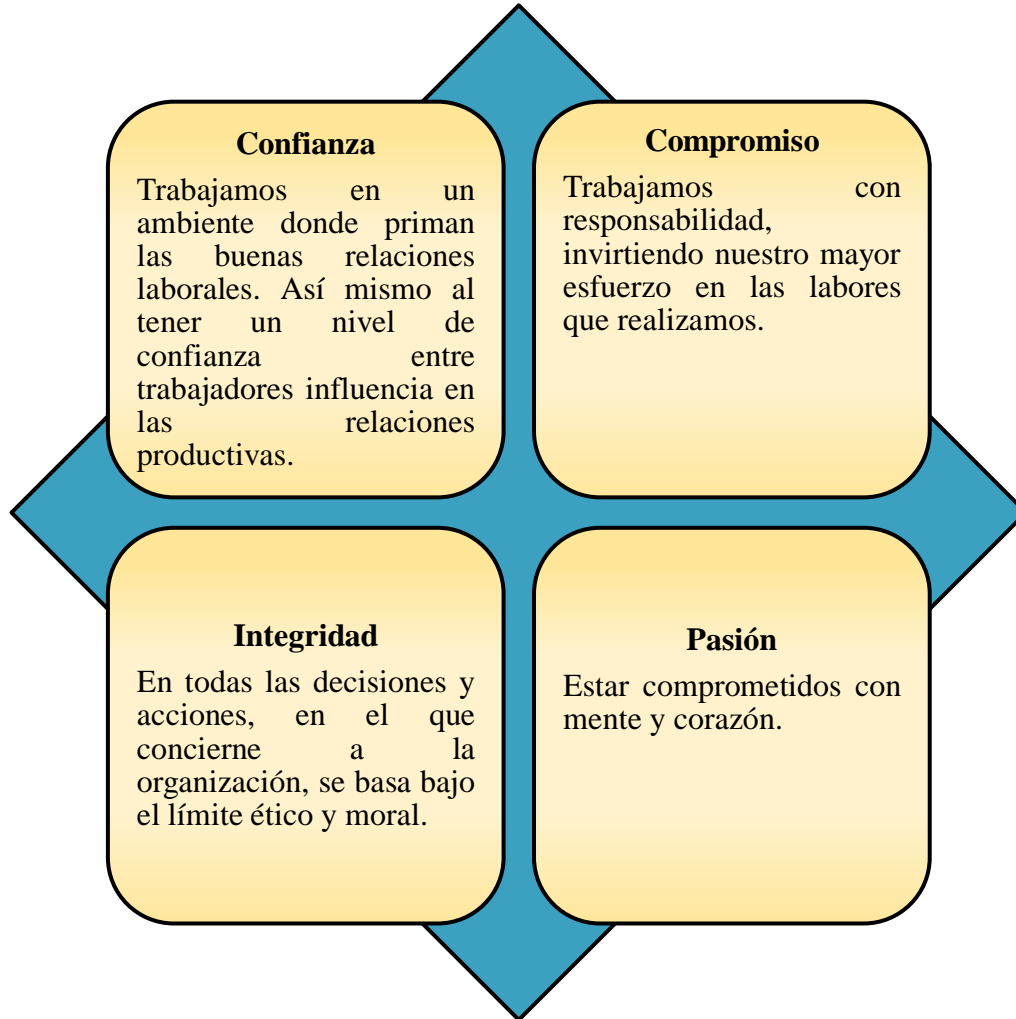 Confianza
Trabajamos en un
ambiente donde priman
las buenas relaciones
laborales. Así mismo al
tener un nivel de
confianza entre
trabajadores influencia en
las relaciones
productivas.
Compromiso
Trabajamos con
responsabilidad,
invirtiendo nuestro mayor
esfuerzo en las labores
que realizamos.
Integridad
En todas las decisiones y
acciones, en el que
concierne a la
organización, se basa bajo
el límite ético y moral.
Pasión
Estar comprometidos con
mente y corazón.